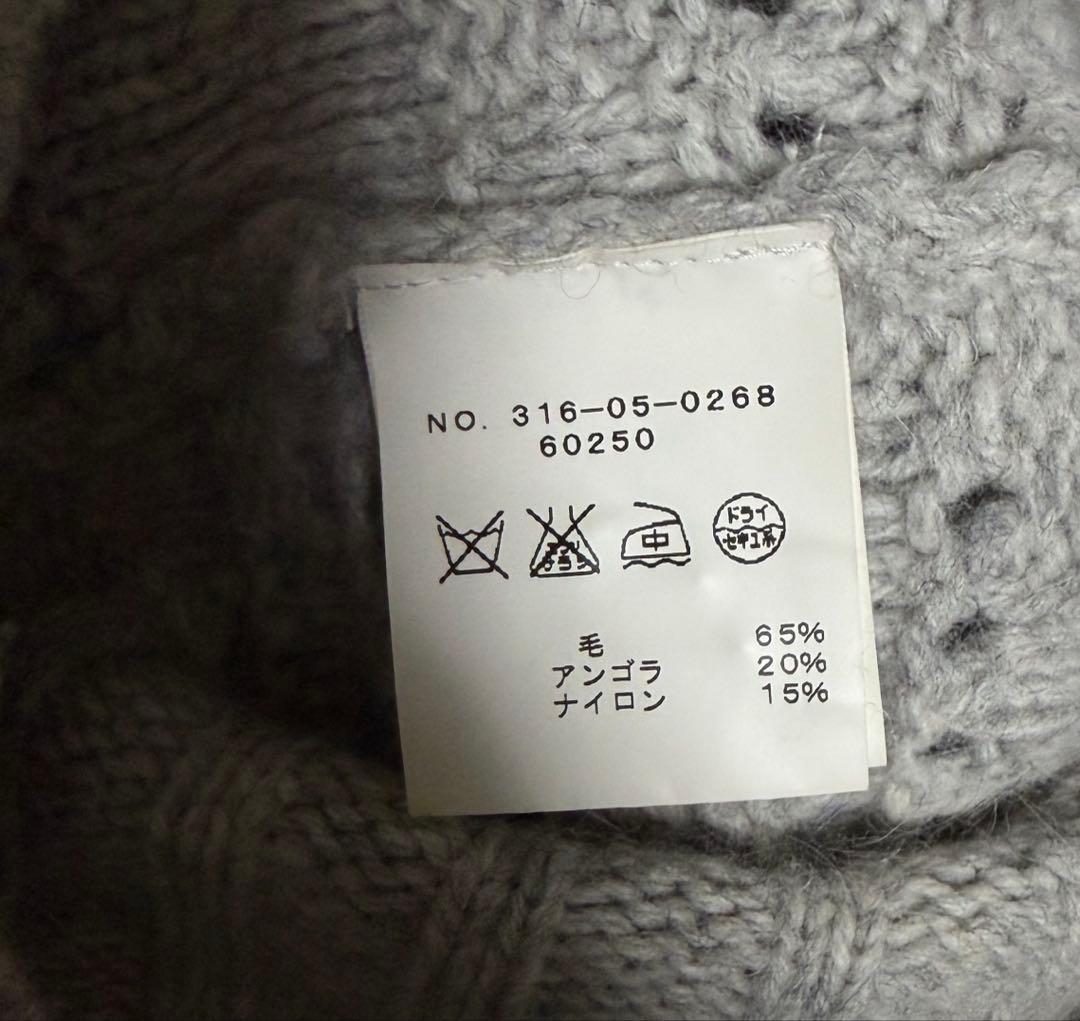 NO. 316-05-0268
60250
中
ドライ
セキユ系
毛 65%
アンゴラ 20%
ナイロン 15%